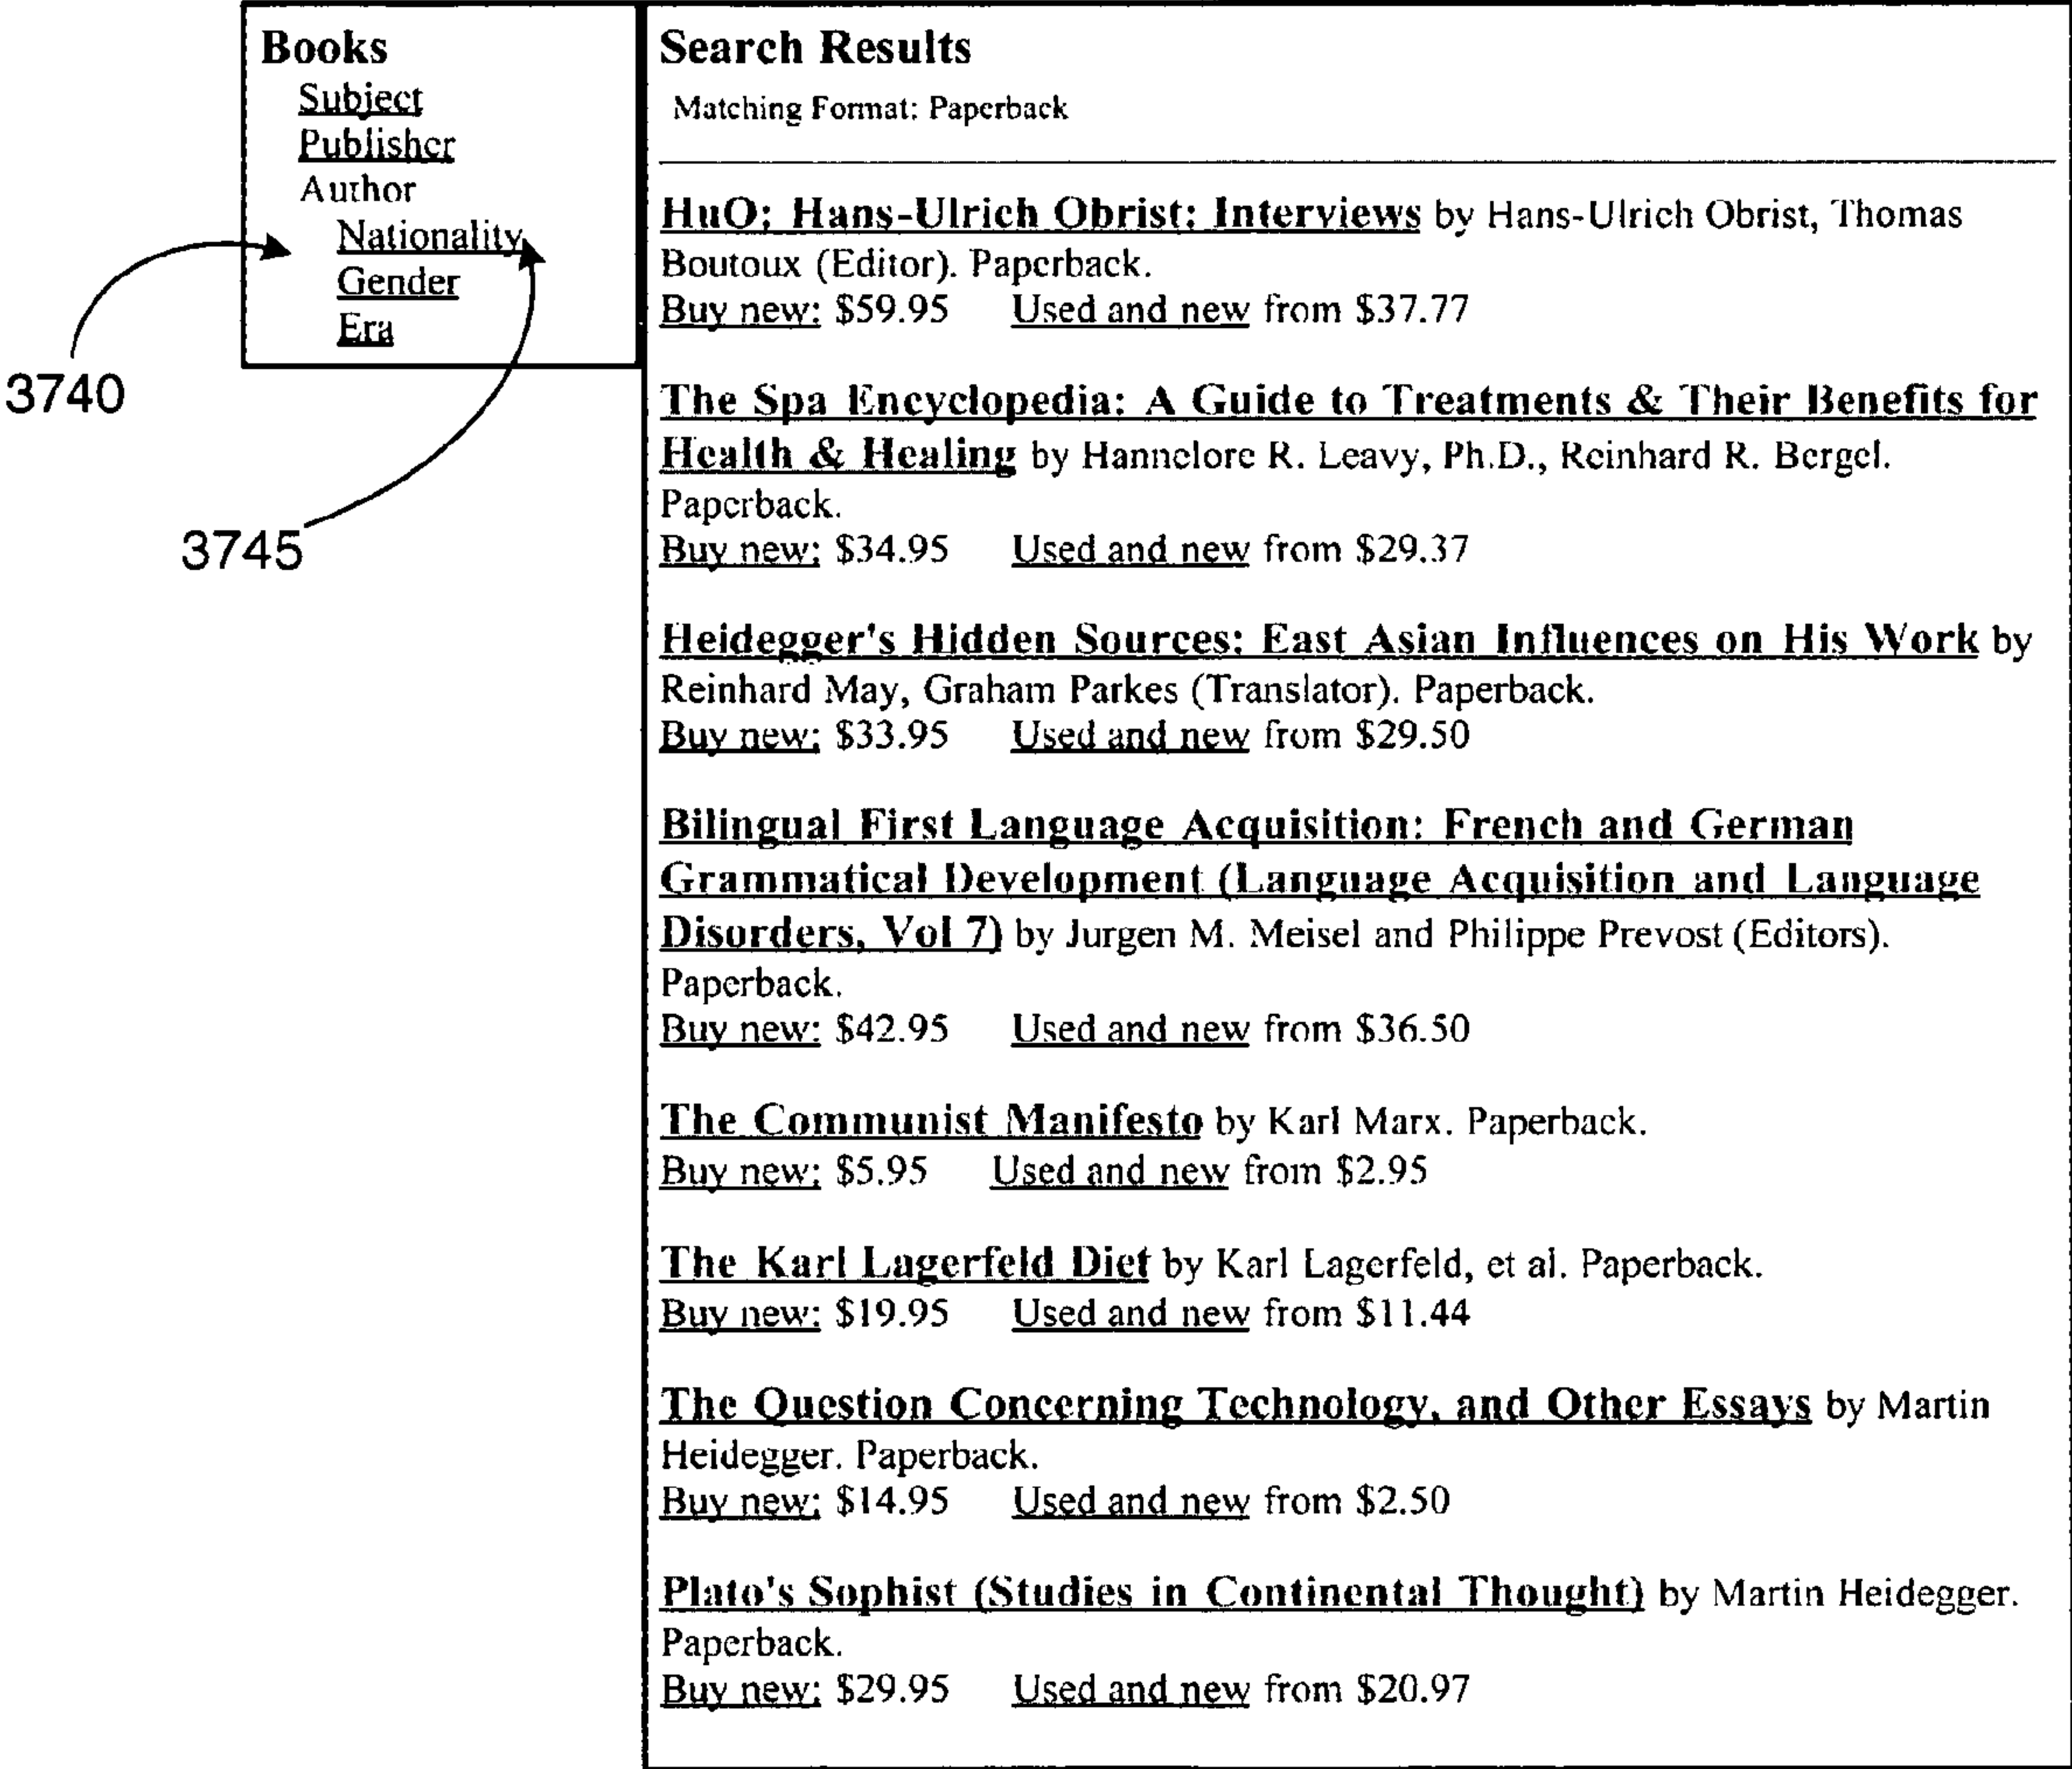 Books
Subject
Publisher
Author
Nationality
Gender
Era
3740
3745
Search Results
Matching Format: Paperback
HuO: Hans-Ulrich Obrist: Interviews by Hans-Ulrich Obrist, Thomas
Boutoux (Editor). Paperback.
Buy new: $59.95 Used and new from $37.77
The Spa Encyclopedia: A Guide to Treatments & Their Benefits for
Health & Healing by Hannelore R. Leavy, Ph.D., Reinhard R. Bergel.
Paperback.
Buy new: $34.95 Used and new from $29.37
Heidegger's Hidden Sources: East Asian Influences on His Work by
Reinhard May, Graham Parkes (Translator). Paperback.
Buy new: $33.95 Used and new from $29.50
Bilingual First Language Acquisition: French and German
Grammatical Development (Language Acquisition and Language
Disorders, Vol 7) by Jurgen M. Meisel and Philippe Prevost (Editors).
Paperback.
Buy new: $42.95 Used and new from $36.50
The Communist Manifesto by Karl Marx. Paperback.
Buy new: $5.95 Used and new from $2.95
The Karl Lagerfeld Diet by Karl Lagerfeld, et al. Paperback.
Buy new: $19.95 Used and new from $11.44
The Question Concerning Technology, and Other Essays by Martin
Heidegger. Paperback.
Buy new: $14.95 Used and new from $2.50
Plato's Sophist (Studies in Continental Thought) by Martin Heidegger.
Paperback.
Buy new: $29.95 Used and new from $20.97